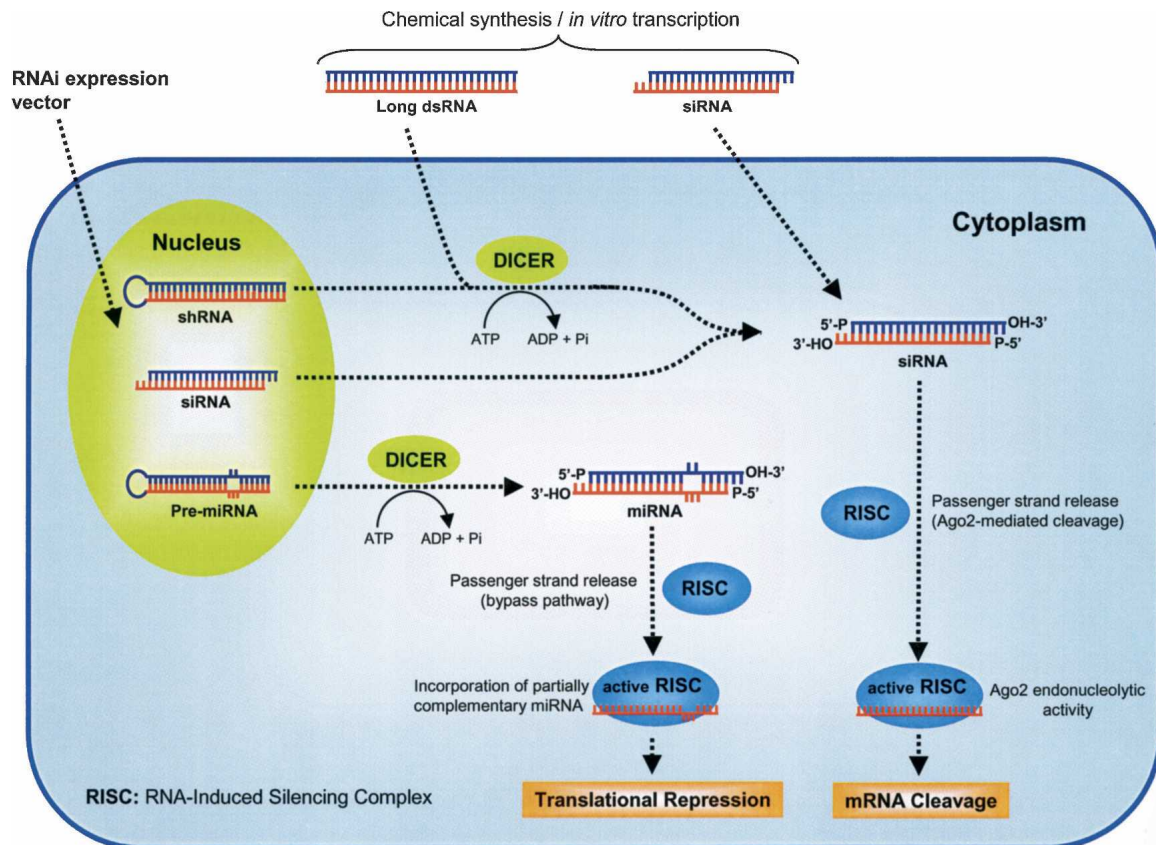 Chemical synthesis / in vitro transcription
RNAi expression
vector
Long dsRNA
siRNA
Cytoplasm
Nucleus
DICER
shRNA
ATP
ADP + Pi
5'-P
OH-3'
3'-HO
P-5'
siRNA
siRNA
DICER
5'-P
OH-3'
3'-HO
P-5'
Pre-miRNA
miRNA
ATP
ADP + Pi
RISC
Passenger strand release
(Ago2-mediated cleavage)
Passenger strand release
(bypass pathway)
RISC
Incorporation of partially
complementary miRNA
active RISC
active RISC
Ago2 endonucleolytic
activity
RISC: RNA-Induced Silencing Complex
Translational Repression
mRNA Cleavage